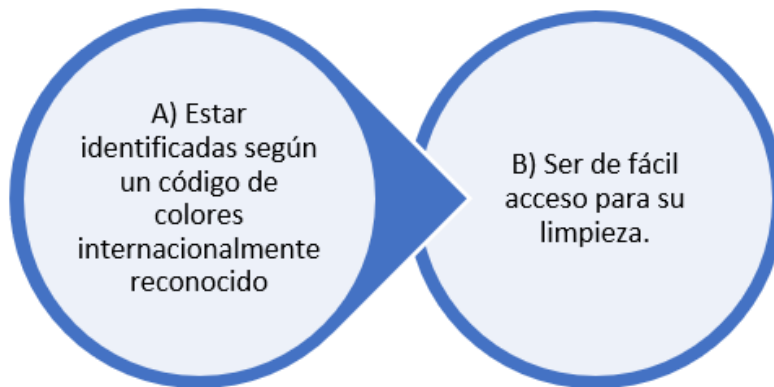 A) Estar
identificadas según
un código de
colores
internacionalmente
reconocido
B) Ser de fácil
acceso para su
limpieza.